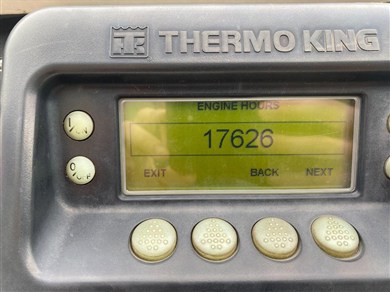 THERMO KING
ENGINE HOURS
17626
EXIT BACK NEXT